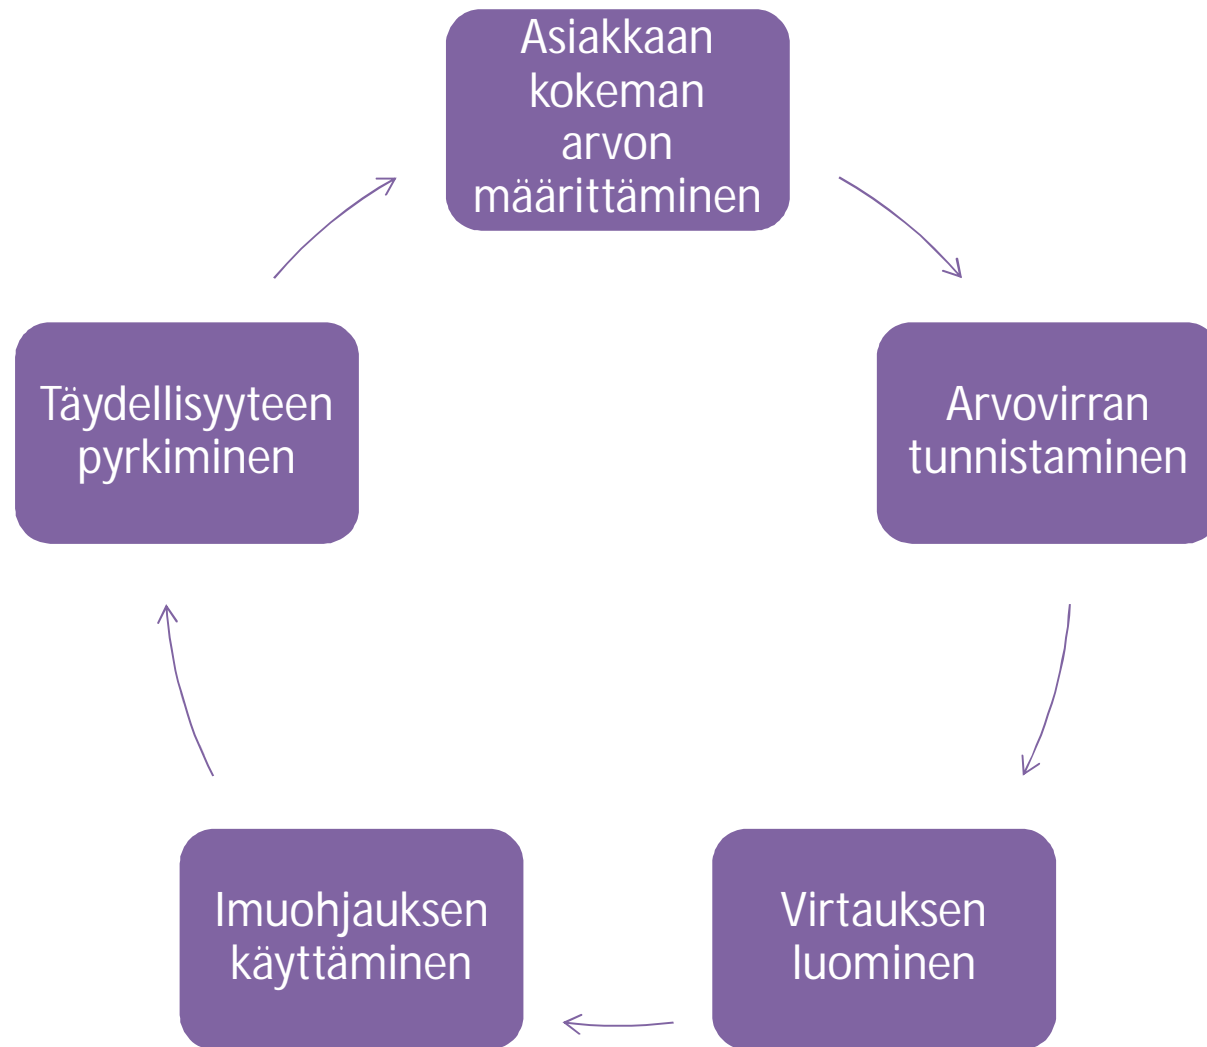 Asiakkaan
kokeman
arvon
määrittäminen
Arvovirran
tunnistaminen
Virtauksen
luominen
Imuohjauksen
käyttäminen
Täydellisyyteen
pyrkiminen